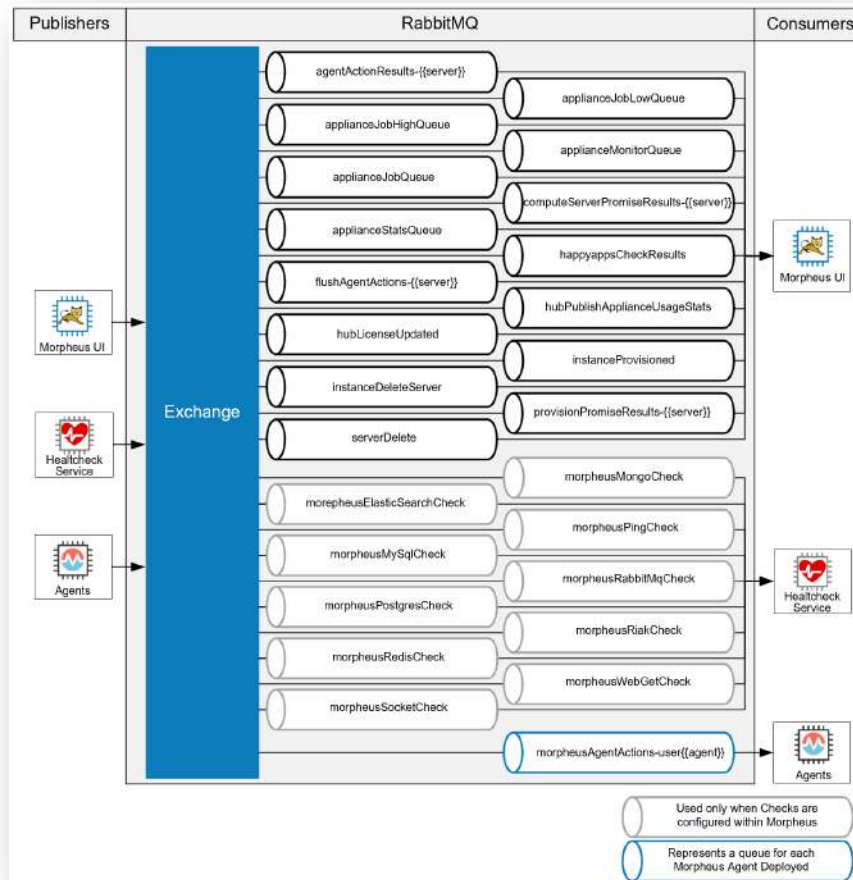 Publishers
RabbitMQ
Consumers
agentActionResults-{{server}}
applianceJobLowQueue
applianceJobHighQueue
applianceMonitorQueue
applianceJobQueue
computeServerPromiseResults-{{server}}
applianceStatsQueue
happyappsCheckResults
Morpheus UI
flushAgentActions-{{server}}
hubPublishApplianceUsageStats
Morpheus UI
hubLicenseUpdated
instanceProvisioned
instanceDeleteServer
Exchange
provisionPromiseResults-{{server}}
serverDelete
Healtcheck
Service
morpheusMongoCheck
morepheusElasticSearchCheck
morpheusPingCheck
morpheusMySqlCheck
Agents
morpheusRabbitMqCheck
Healtcheck
Service
morpheusPostgresCheck
morpheusRiakCheck
morpheusRedisCheck
morpheusWebGetCheck
morpheusSocketCheck
morpheusAgentActions-user{{agent}}
Agents
Used only when Checks are
configured within Morpheus
Represents a queue for each
Morpheus Agent Deployed